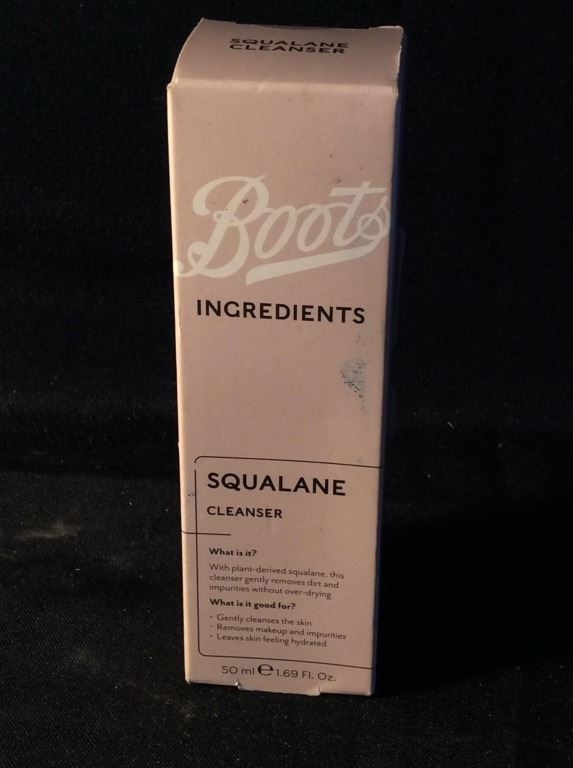 SQUALANE
CLEANSER
Boots
INGREDIENTS
SQUALANE
CLEANSER
What is it?
With plant-derived squalane, this
cleanser gently removes dirt and
impurities without over-drying.
What is it good for?
• Gently cleanses the skin
• Removes makeup and impurities
• Leaves skin feeling hydrated
50 ml ℮ 1.69 Fl. Oz.